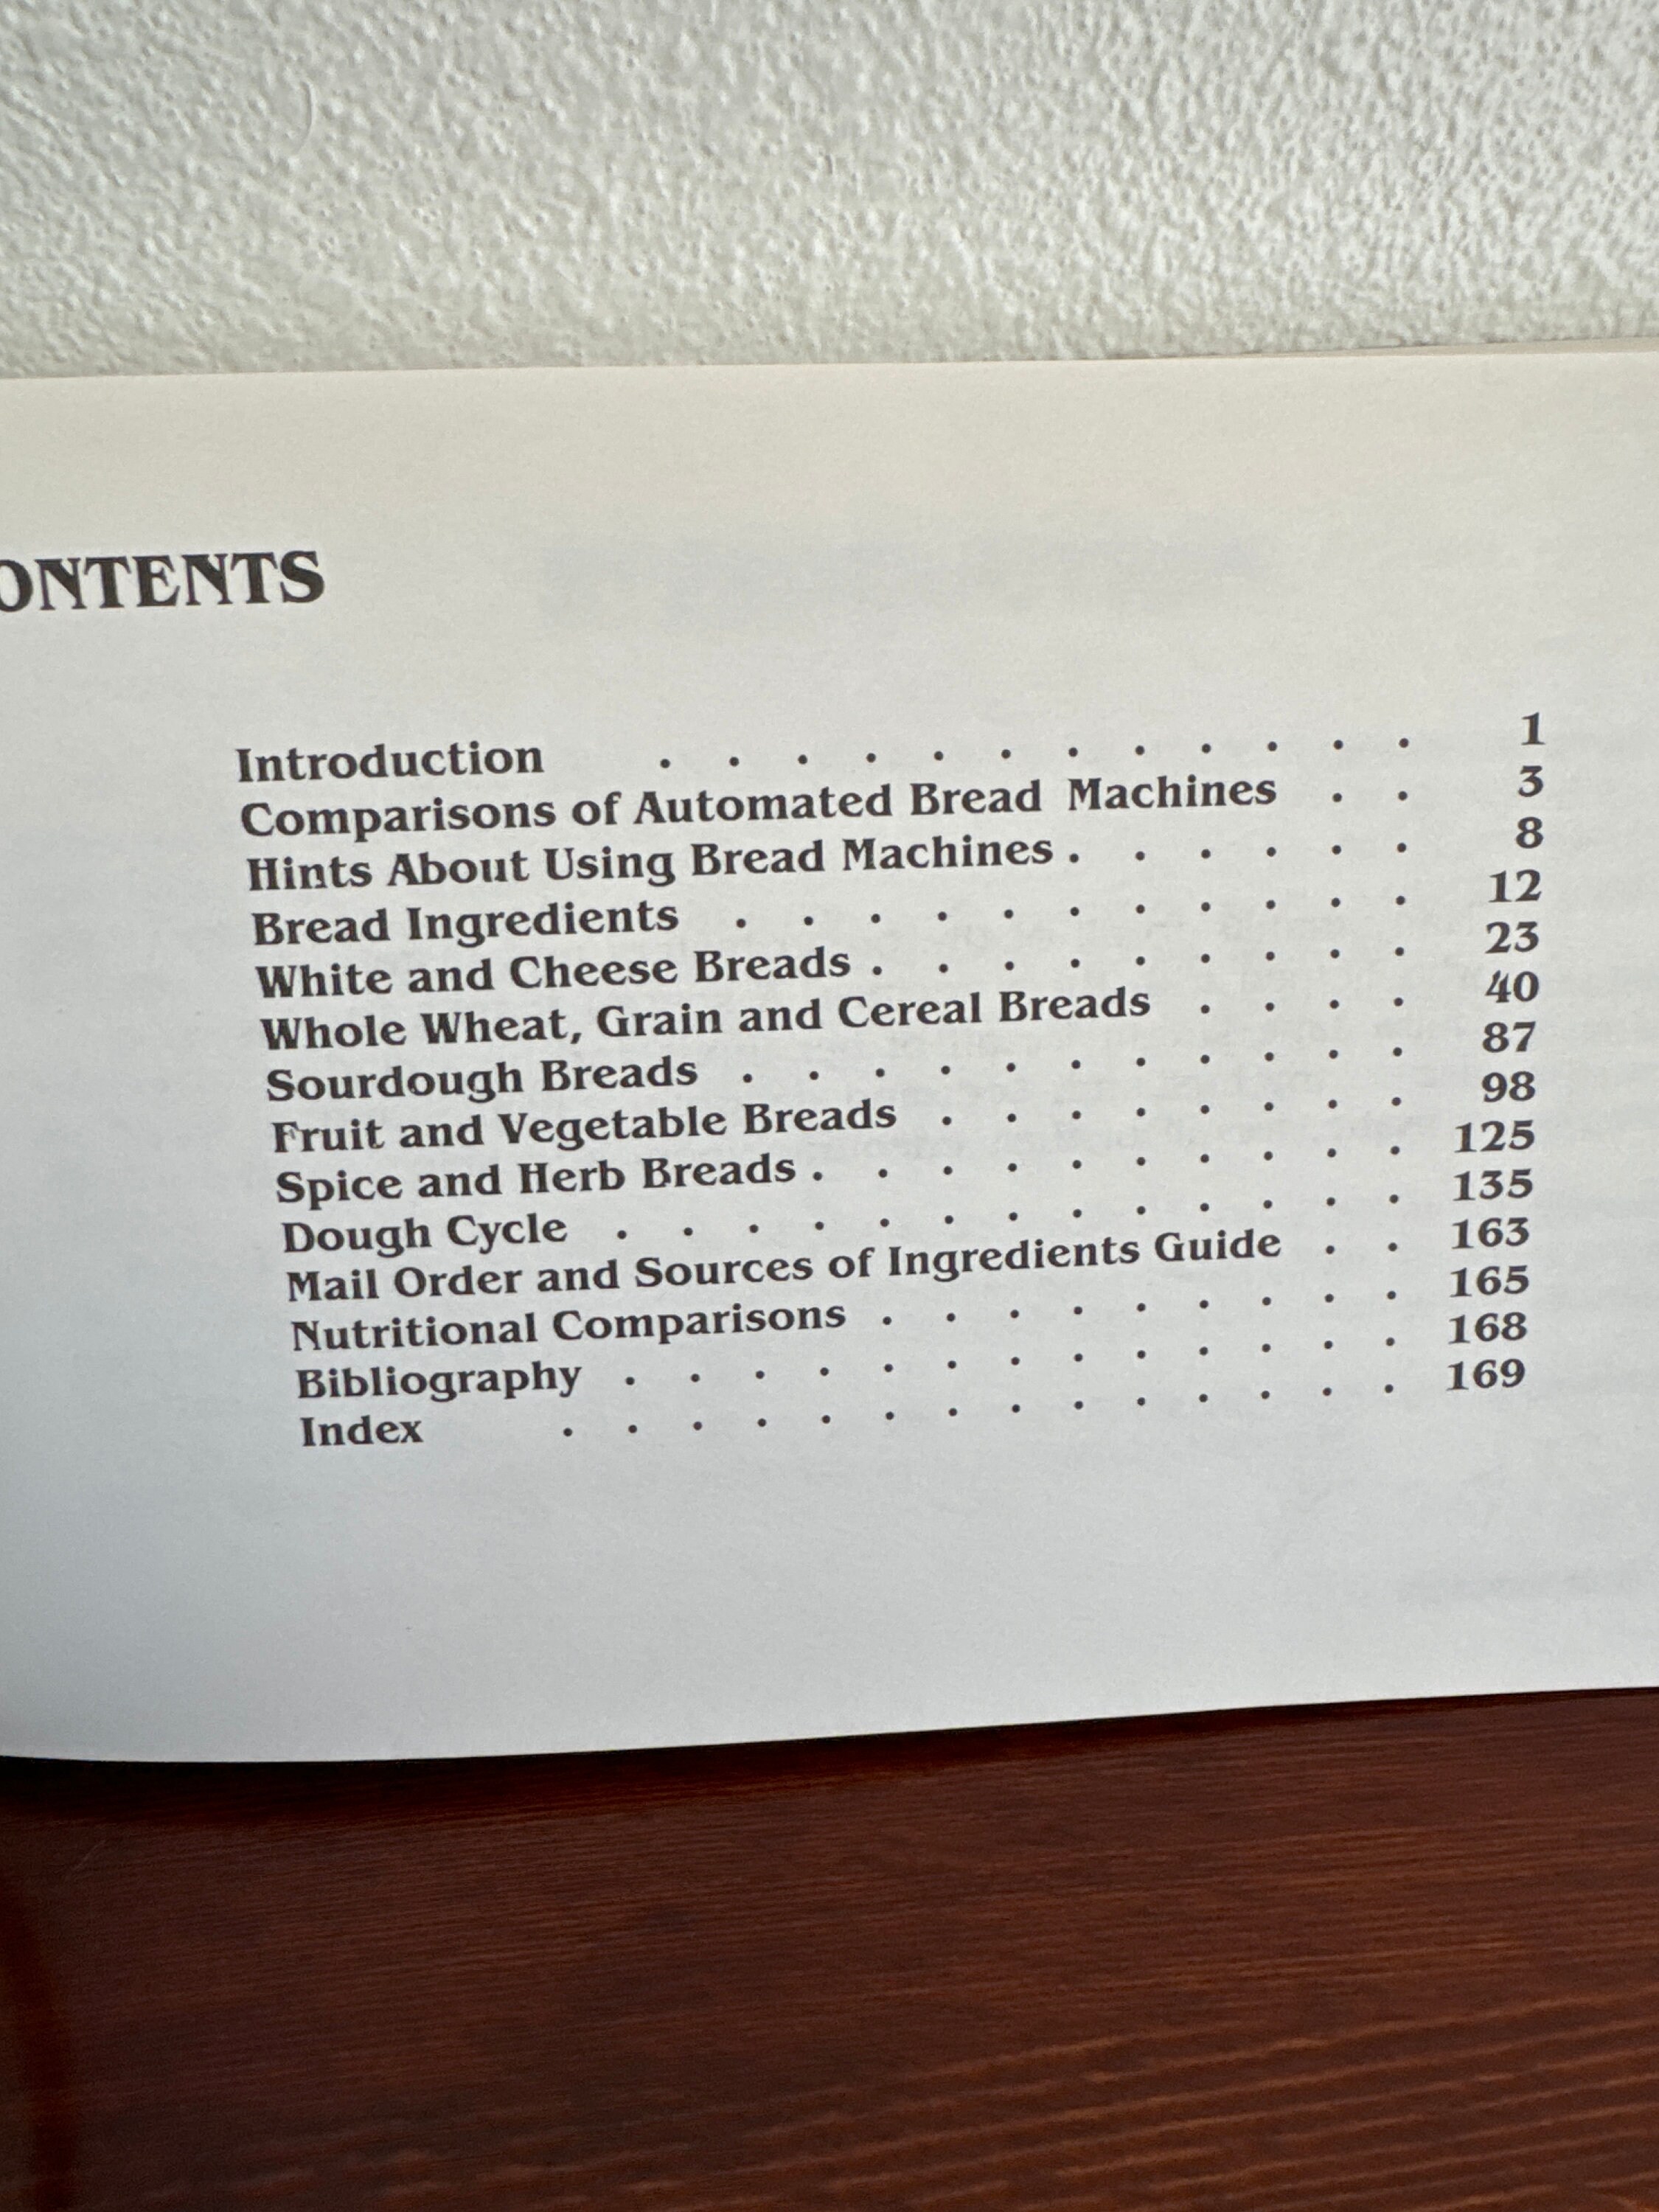 ONTENTS
Introduction . . . . . . . . . . . . 1
Comparisons of Automated Bread Machines . . 3
Hints About Using Bread Machines . . . . . . 8
Bread Ingredients . . . . . . . . . . . 12
White and Cheese Breads . . . . . . . . . 23
Whole Wheat, Grain and Cereal Breads . . . . 40
Sourdough Breads . . . . . . . . . . . 87
Fruit and Vegetable Breads . . . . . . . . 98
Spice and Herb Breads . . . . . . . . . . 125
Dough Cycle . . . . . . . . . . . . . 135
Mail Order and Sources of Ingredients Guide . . 163
Nutritional Comparisons . . . . . . . . . 165
Bibliography . . . . . . . . . . . . . 168
Index . . . . . . . . . . . . . . 169